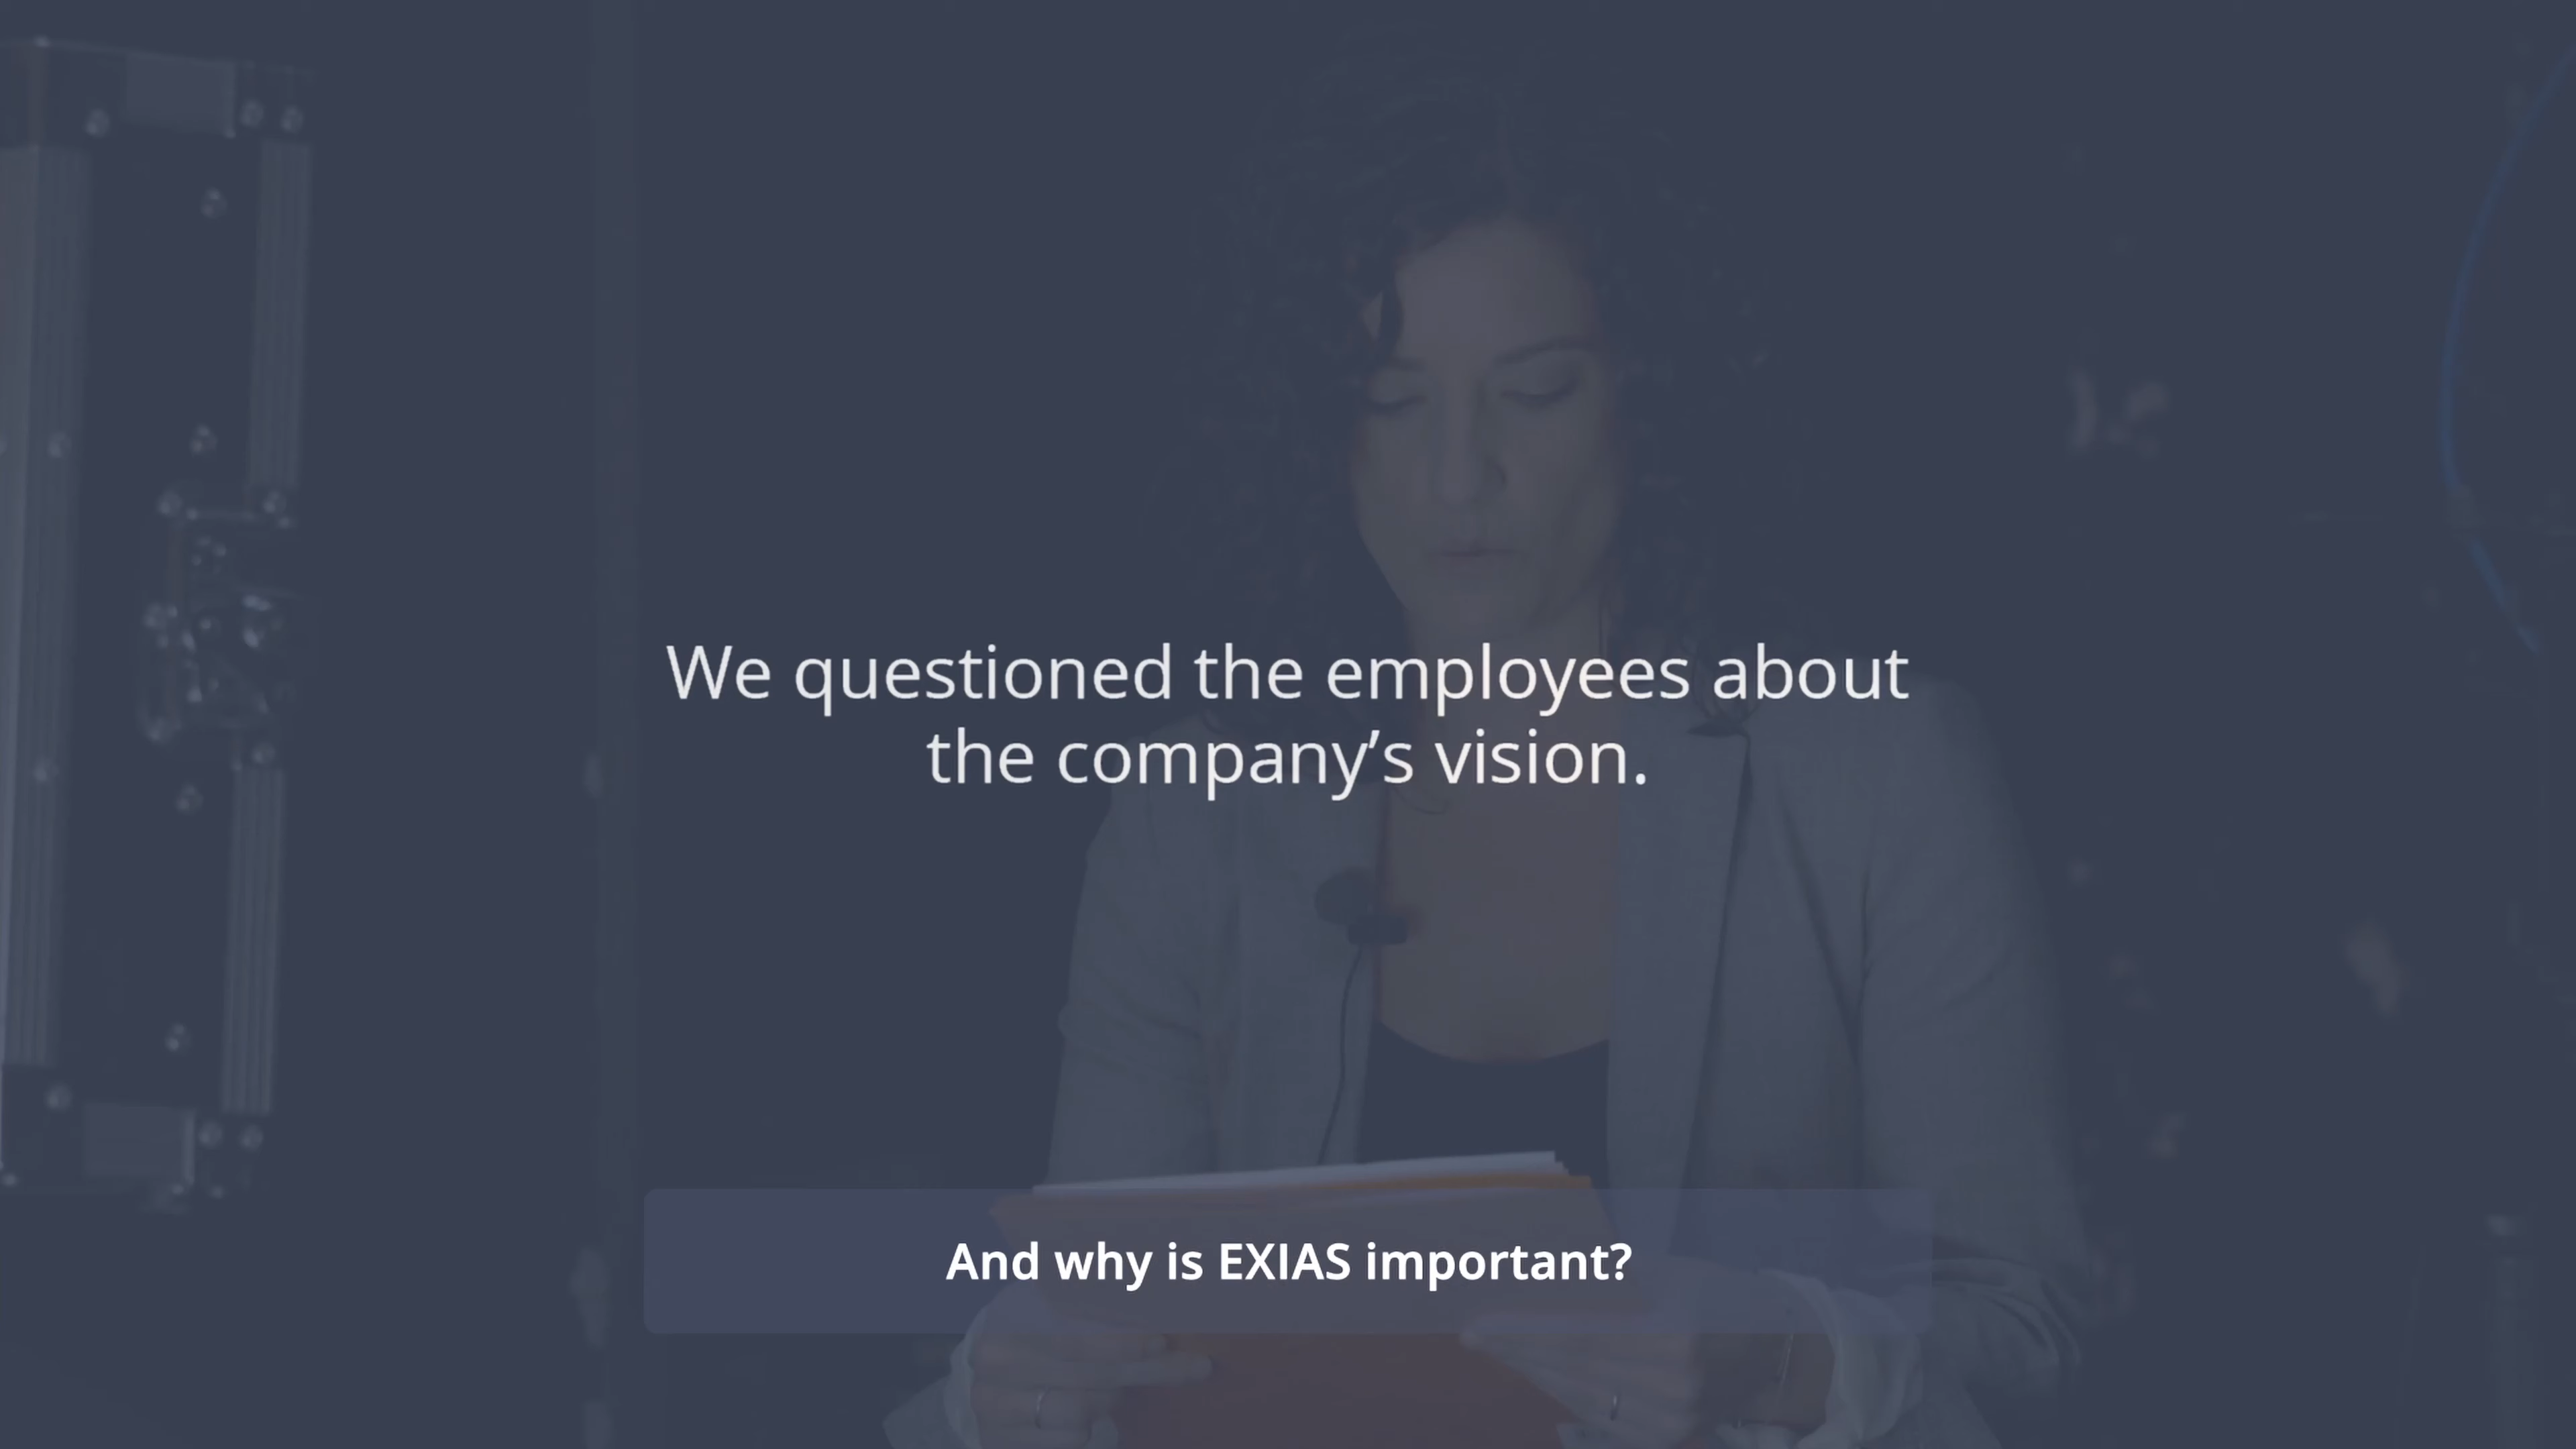 We questioned the employees about
the company’s vision.
And why is EXIAS important?